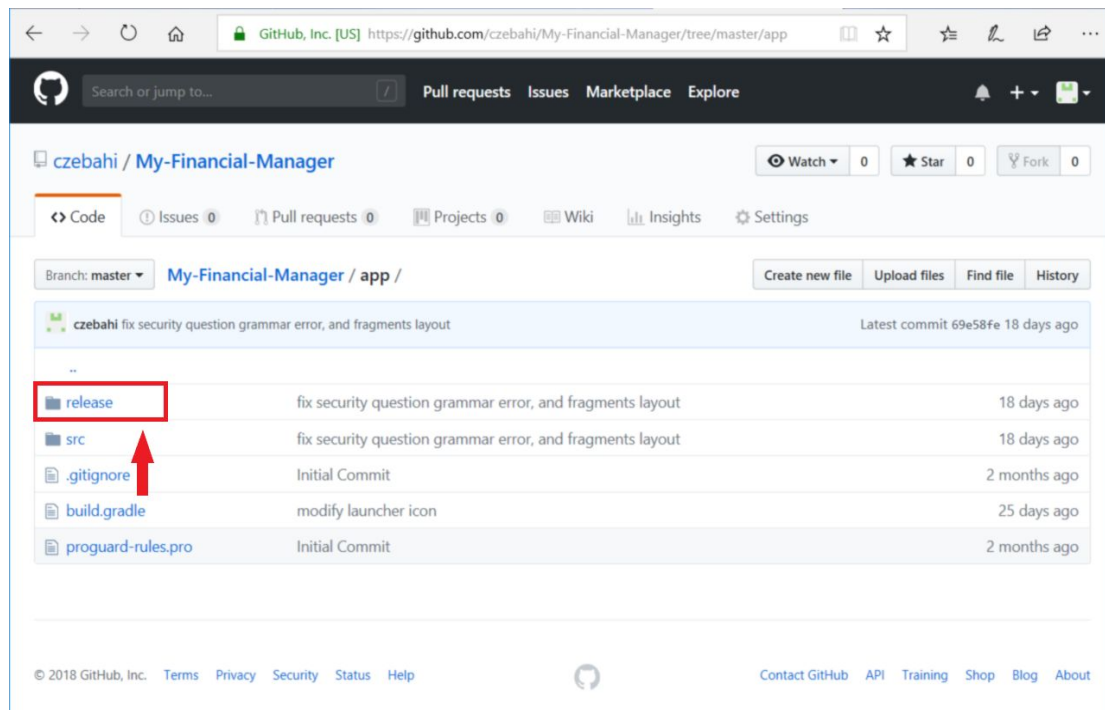 GitHub, Inc. [US] https://github.com/czebahi/My-Financial-Manager/tree/master/app
Search or jump to... / Pull requests Issues Marketplace Explore
czebahi / My-Financial-Manager Watch 0 Star 0 Fork 0
Code Issues 0 Pull requests 0 Projects 0 Wiki Insights Settings
Branch: master My-Financial-Manager / app / Create new file Upload files Find file History
czebahi fix security question grammar error, and fragments layout Latest commit 69e58fe 18 days ago
..
release fix security question grammar error, and fragments layout 18 days ago
src fix security question grammar error, and fragments layout 18 days ago
.gitignore Initial Commit 2 months ago
build.gradle modify launcher icon 25 days ago
proguard-rules.pro Initial Commit 2 months ago
© 2018 GitHub, Inc. Terms Privacy Security Status Help Contact GitHub API Training Shop Blog About